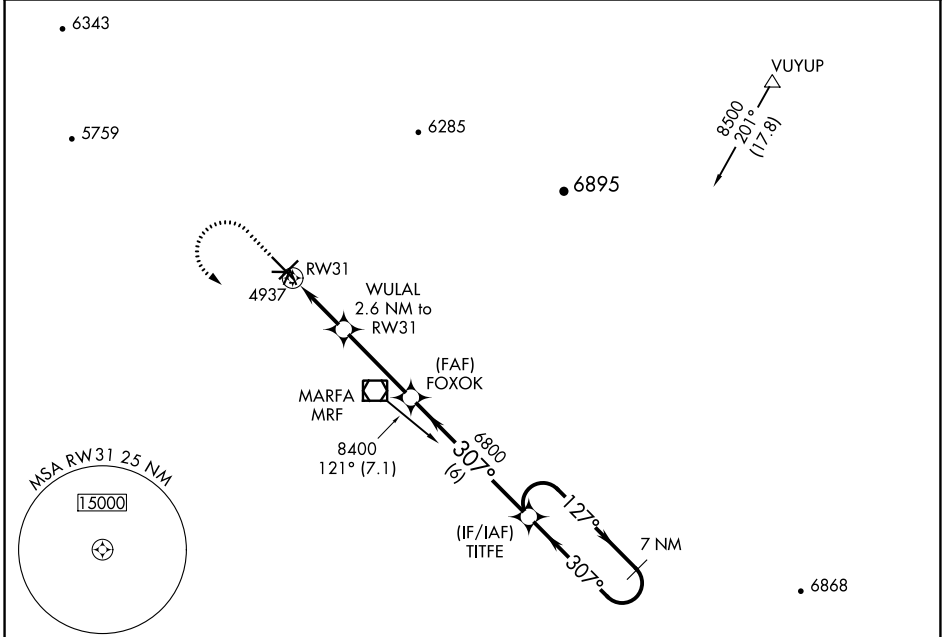 6343
VUYUP
5759
6285
8500
201°
(17.8)
6895
RW31
4937
WULAL
2.6 NM to
RW31
(FAF)
FOXOK
MARFA
MRF
8400
121° (7.1)
6800
307°
(6)
MSA RW31 25 NM
15000
127°
(IF/IAF)
TITFE
7 NM
307°
6868